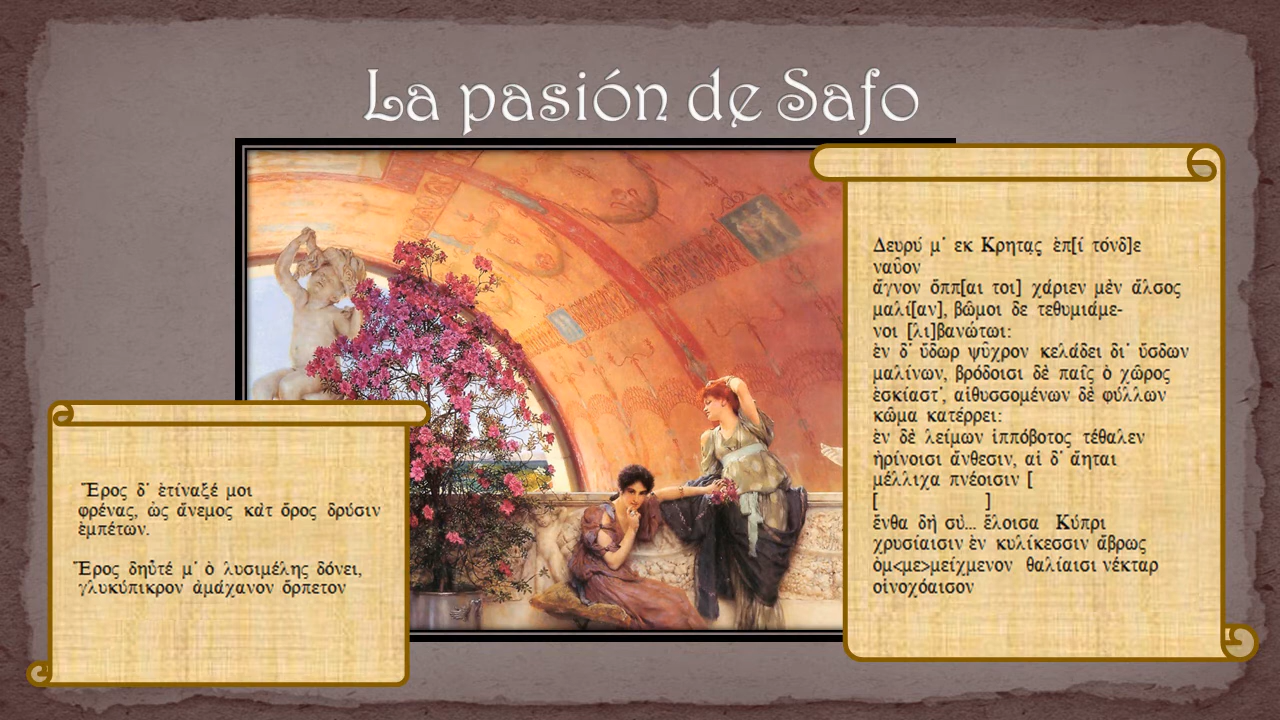 La pasión de Safo
Ἔρος δ᾽ ἐτίναξέ μοι
φρένας, ὠς ἄνεμος κὰτ ὄρος δρύσιν
ἐμπέτων.
Ἔρος δηὖτέ μ᾽ ὀ λυσιμέλης δόνει,
γλυκύπικρον ἀμάχανον ὄρπετον
Δευρύ μ᾽ εκ Κρητας ἐπ[ί τόνδ]ε
ναῦον
ἄγνον ὄππ[αι τοι] χάριεν μὲν ἄλσος
μαλί[αν], βῶμοι δε τεθυμιάμε-
νοι [λι]βανώτωι:
ἐν δ᾽ ὔδωρ ψῦχρον κελάδει δι᾽ ὔσδων
μαλίνων, βρόδοισι δὲ παῖς ὀ χῶρος
ἐσκίαστ᾽, αἰθυσσομένων δὲ φύλλων
κῶμα κατέρρει:
ἐν δὲ λείμων ἰππόβοτος τέθαλεν
ἠρίνοισι ἄνθεσιν, αἰ δ᾽ ἄηται
μέλλιχα πνέοισιν [
[ ]
ἔνθα δὴ σὺ... ἔλοισα Κύπρι
χρυσίαισιν ἐν κυλίκεσσιν ἄβρως
ὀμ<με>μείχμενον θαλίαισι νέκταρ
οἰνοχόαισον